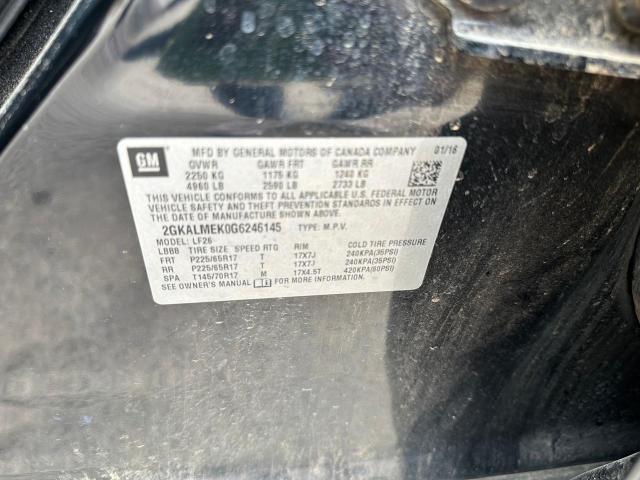 GM
MFD BY GENERAL MOTORS OF CANADA COMPANY 01/16
GVWR GAWR FRT GAWR RR
2250 KG 1175 KG 1240 KG
4960 LB 2590 LB 2733 LB
THIS VEHICLE CONFORMS TO ALL APPLICABLE U.S. FEDERAL MOTOR
VEHICLE SAFETY AND THEFT PREVENTION STANDARDS IN EFFECT
ON THE DATE OF MANUFACTURE SHOWN ABOVE.
2GKALMEK0G6246145 TYPE: M.P.V.
MODEL: LF26
LBBB TIRE SIZE SPEED RTG RIM COLD TIRE PRESSURE
FRT P225/65R17 T 17X7J 240KPA(35PSI)
RR P225/65R17 T 17X7J 240KPA(35PSI)
SPA T145/70R17 M 17X4.5T 420KPA(60PSI)
SEE OWNER'S MANUAL FOR MORE INFORMATION.